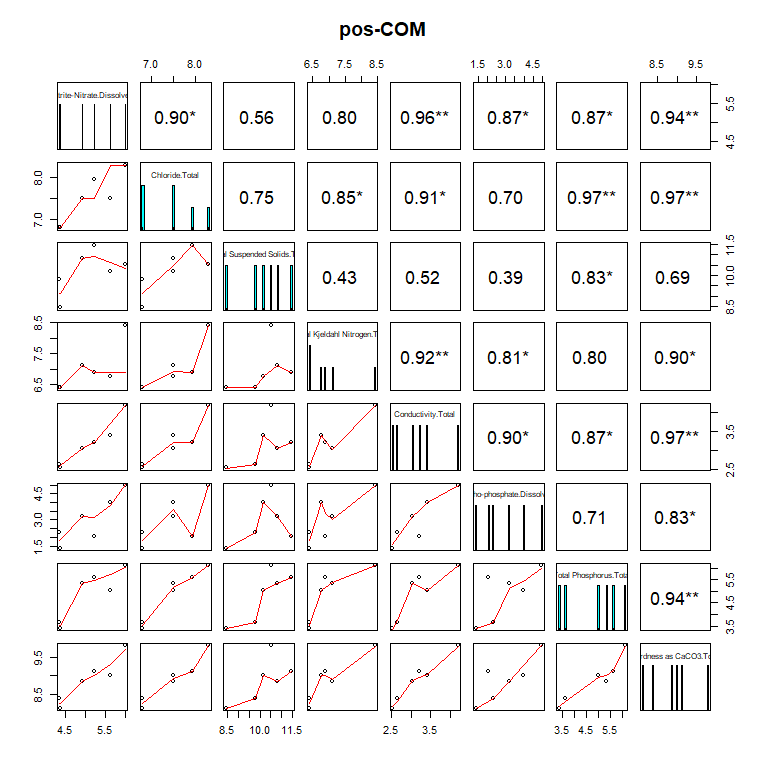 pos-COM
7.0 8.0
6.5 7.5 8.5
1.5 3.0 4.5
8.5 9.5
trite-Nitrate.Dissolve
0.90*
0.56
0.80
0.96**
0.87*
0.87*
0.94**
4.5 5.5
7.0 8.0
Chloride.Total
0.75
0.85*
0.91*
0.70
0.97**
0.97**
al Suspended Solids.T
0.43
0.52
0.39
0.83*
0.69
8.5 10.0 11.5
6.5 7.5 8.5
al Kjeldahl Nitrogen.T
0.92**
0.81*
0.80
0.90*
Conductivity.Total
0.90*
0.87*
0.97**
2.5 3.5
1.5 3.0 4.5
ho-phosphate.Dissol
0.71
0.83*
Total Phosphorus.Tota
0.94**
3.5 4.5 5.5
8.5 9.5
rdness as CaCO3.To
4.5 5.5
8.5 10.0 11.5
2.5 3.5
3.5 4.5 5.5